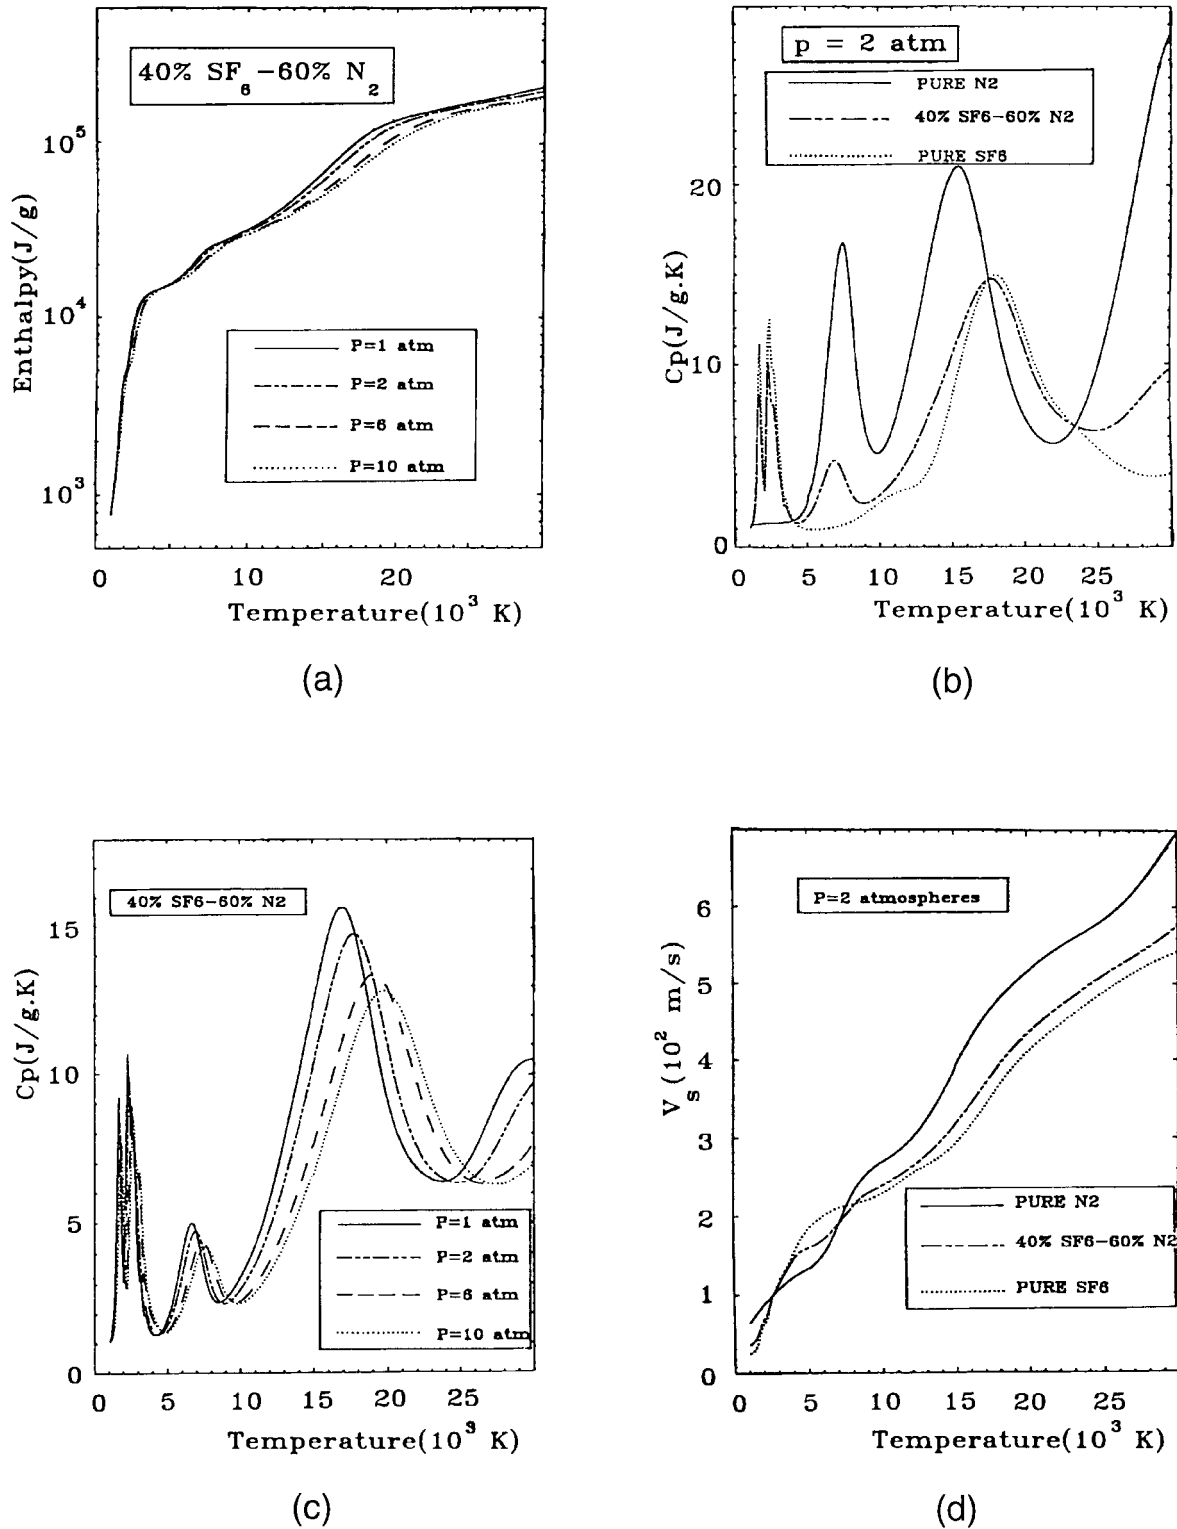 40% SF6-60% N2
Enthalpy(J/g)
10^5
10^4
10^3
P=1 atm
P=2 atm
P=6 atm
P=10 atm
0 10 20
Temperature(10^3 K)
(a)
p = 2 atm
PURE N2
40% SF6-60% N2
PURE SF6
Cp(J/g.K)
20
10
0
0 5 10 15 20 25
Temperature(10^3 K)
(b)
40% SF6-60% N2
Cp(J/g.K)
15
10
5
0
P=1 atm
P=2 atm
P=6 atm
P=10 atm
0 5 10 15 20 25
Temperature(10^3 K)
(c)
P=2 atmospheres
V_s (10^2 m/s)
6
5
4
3
2
1
0
PURE N2
40% SF6-60% N2
PURE SF6
0 5 10 15 20 25
Temperature(10^3 K)
(d)